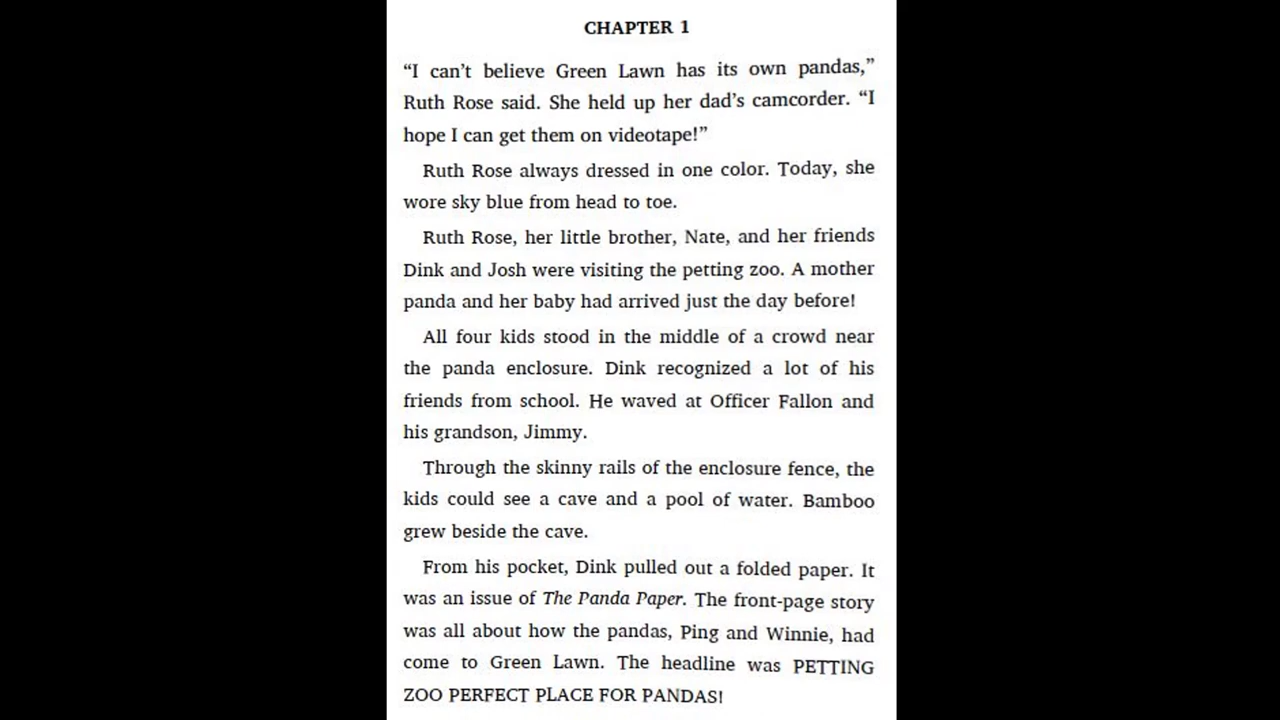 CHAPTER 1
“I can’t believe Green Lawn has its own pandas,”
Ruth Rose said. She held up her dad’s camcorder. “I
hope I can get them on videotape!”
Ruth Rose always dressed in one color. Today, she
wore sky blue from head to toe.
Ruth Rose, her little brother, Nate, and her friends
Dink and Josh were visiting the petting zoo. A mother
panda and her baby had arrived just the day before!
All four kids stood in the middle of a crowd near
the panda enclosure. Dink recognized a lot of his
friends from school. He waved at Officer Fallon and
his grandson, Jimmy.
Through the skinny rails of the enclosure fence, the
kids could see a cave and a pool of water. Bamboo
grew beside the cave.
From his pocket, Dink pulled out a folded paper. It
was an issue of The Panda Paper. The front-page story
was all about how the pandas, Ping and Winnie, had
come to Green Lawn. The headline was PETTING
ZOO PERFECT PLACE FOR PANDAS!